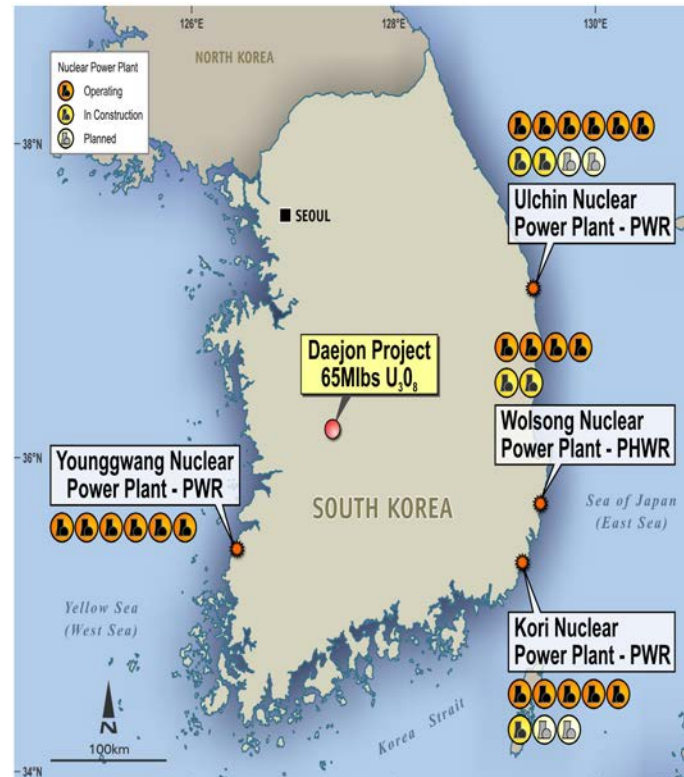 126°E
128°E
130°E
NORTH KOREA
Nuclear Power Plant
Operating
In Construction
Planned
38°N
SEOUL
Ulchin Nuclear
Power Plant - PWR
Daejon Project
65Mlbs U₃0₈
Wolsong Nuclear
Power Plant - PHWR
36°N
Younggwang Nuclear
Power Plant - PWR
SOUTH KOREA
Sea of Japan
(East Sea)
Yellow Sea
(West Sea)
Kori Nuclear
Power Plant - PWR
N
100km
Korea Strait
34°N